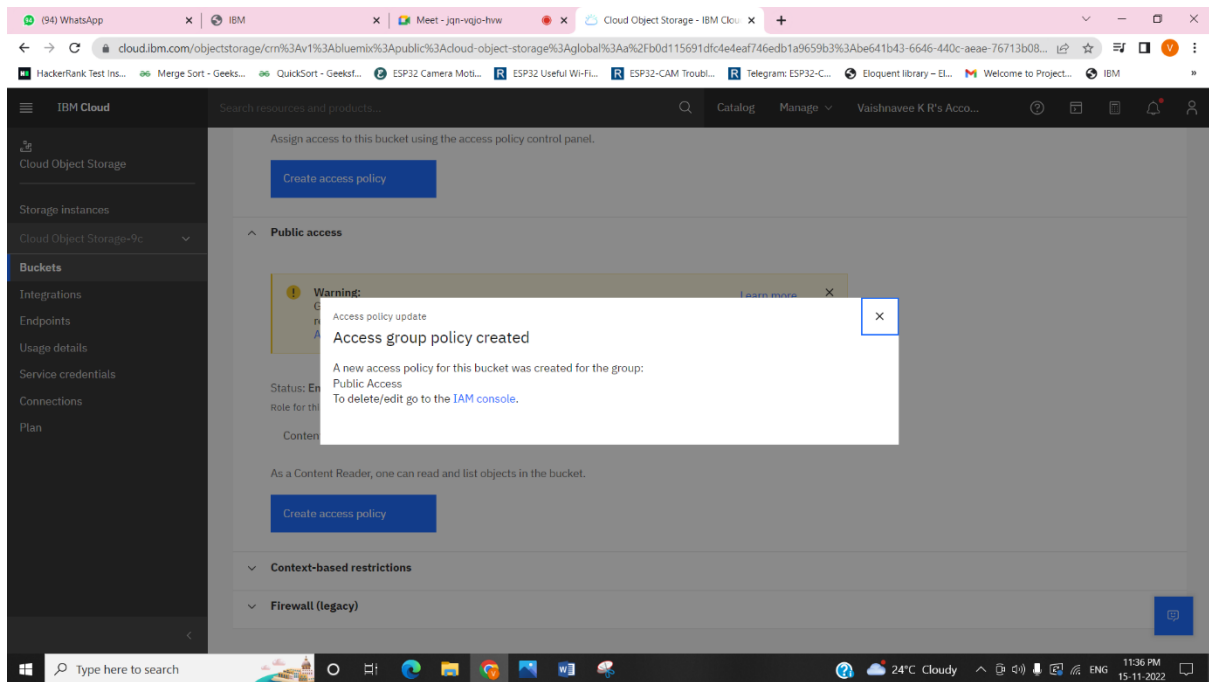 (94) WhatsApp
IBM
Meet - jqn-vqjo-hvw
Cloud Object Storage - IBM Clou
cloud.ibm.com/objectstorage/crn%3Av1%3Abluemix%3Apublic%3Acloud-object-storage%3Aglobal%3Aa%2Fb0d115691dfc4e4eaf746edb1a9659b3%3Abe641b43-6646-440c-aeae-76713b08...
HackerRank Test Ins...
Merge Sort - Geeks...
QuickSort - Geeksf...
ESP32 Camera Moti...
ESP32 Useful Wi-Fi...
ESP32-CAM Troubl...
Telegram: ESP32-C...
Eloquent library – El...
Welcome to Project...
IBM
IBM Cloud
Search resources and products...
Catalog
Manage
Vaishnavee K R's Acco...
Cloud Object Storage
Storage instances
Cloud Object Storage-9c
Buckets
Integrations
Endpoints
Usage details
Service credentials
Connections
Plan
Assign access to this bucket using the access policy control panel.
Create access policy
Public access
Warning:
Learn more
Access policy update
Access group policy created
A new access policy for this bucket was created for the group:
Public Access
To delete/edit go to the IAM console.
Status: En
Role for thi
Conten
As a Content Reader, one can read and list objects in the bucket.
Create access policy
Context-based restrictions
Firewall (legacy)
Type here to search
24°C Cloudy
ENG
11:36 PM
15-11-2022